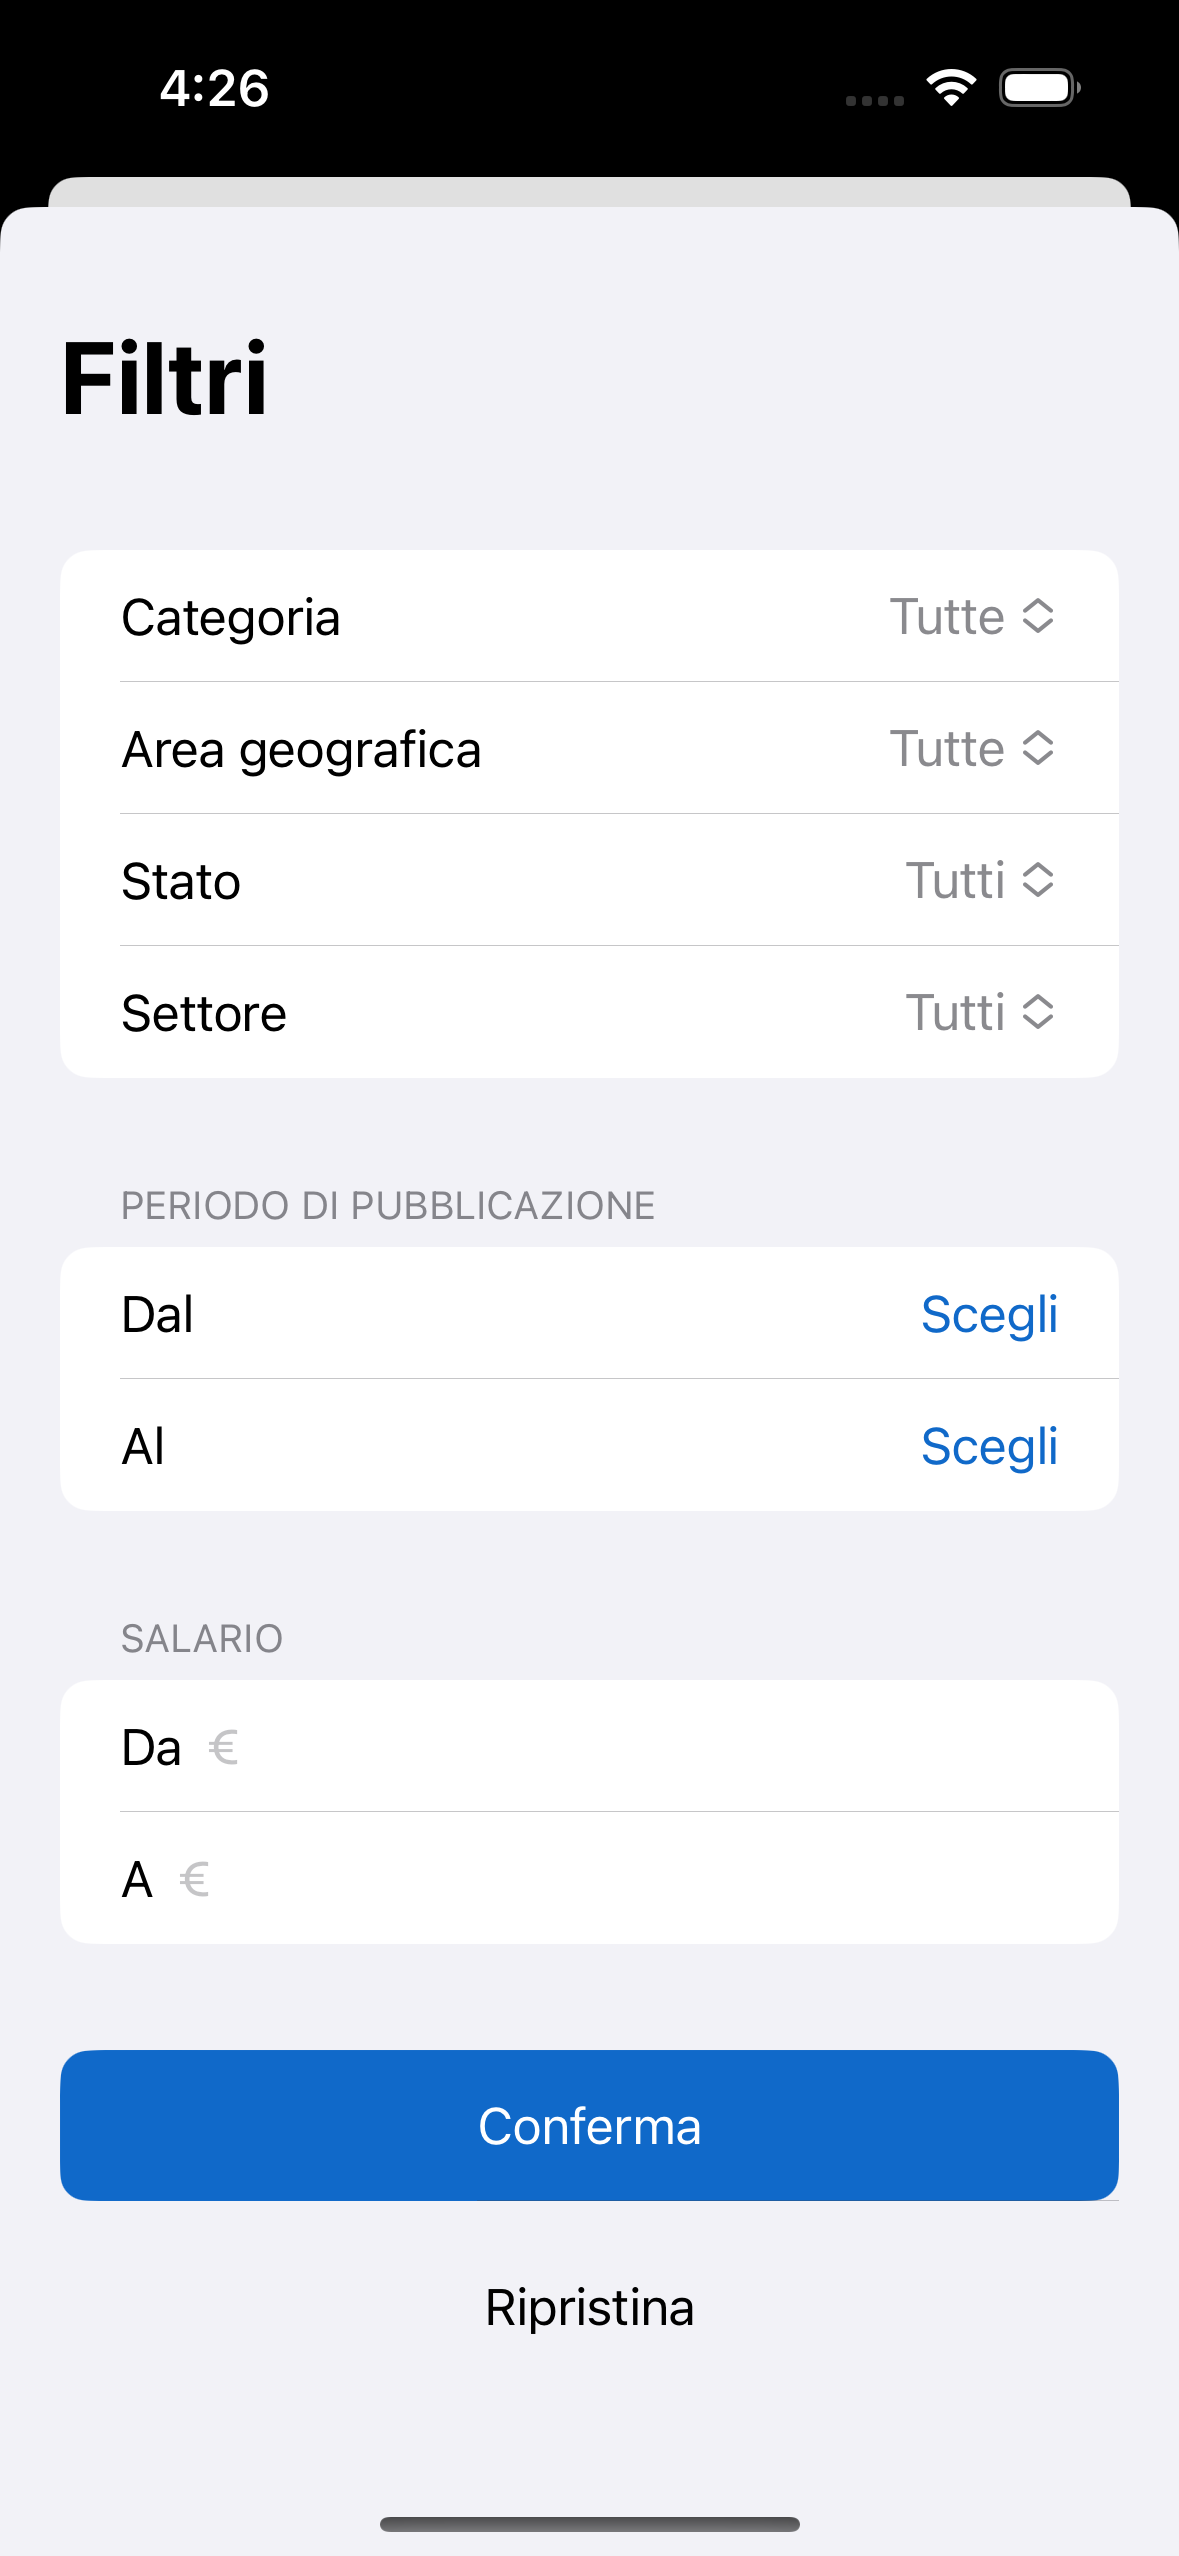 4:26
Filtri
Categoria Tutte
Area geografica Tutte
Stato Tutti
Settore Tutti
PERIODO DI PUBBLICAZIONE
Dal Scegli
Al Scegli
SALARIO
Da €
A €
Conferma
Ripristina